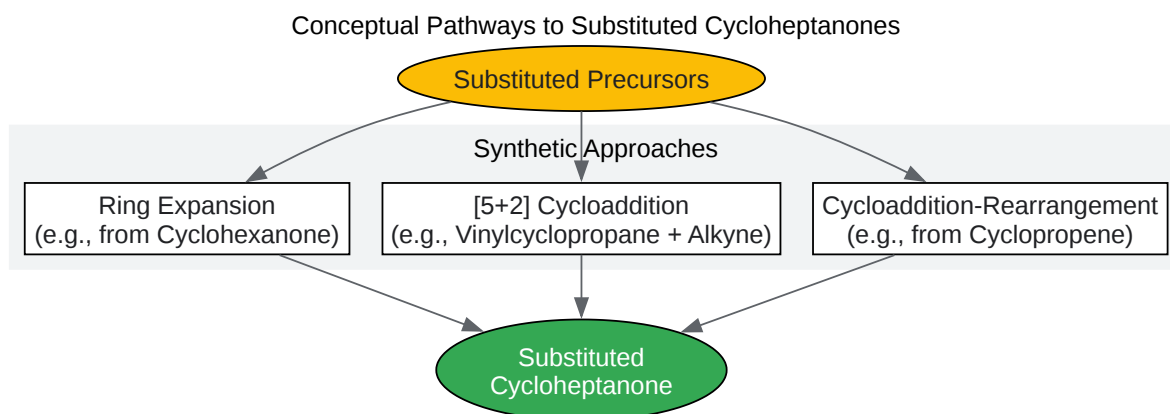 Conceptual Pathways to Substituted Cycloheptanones
Substituted Precursors
Synthetic Approaches
Ring Expansion
(e.g., from Cyclohexanone)
[5+2] Cycloaddition
(e.g., Vinylcyclopropane + Alkyne)
Cycloaddition-Rearrangement
(e.g., from Cyclopropene)
Substituted
Cycloheptanone